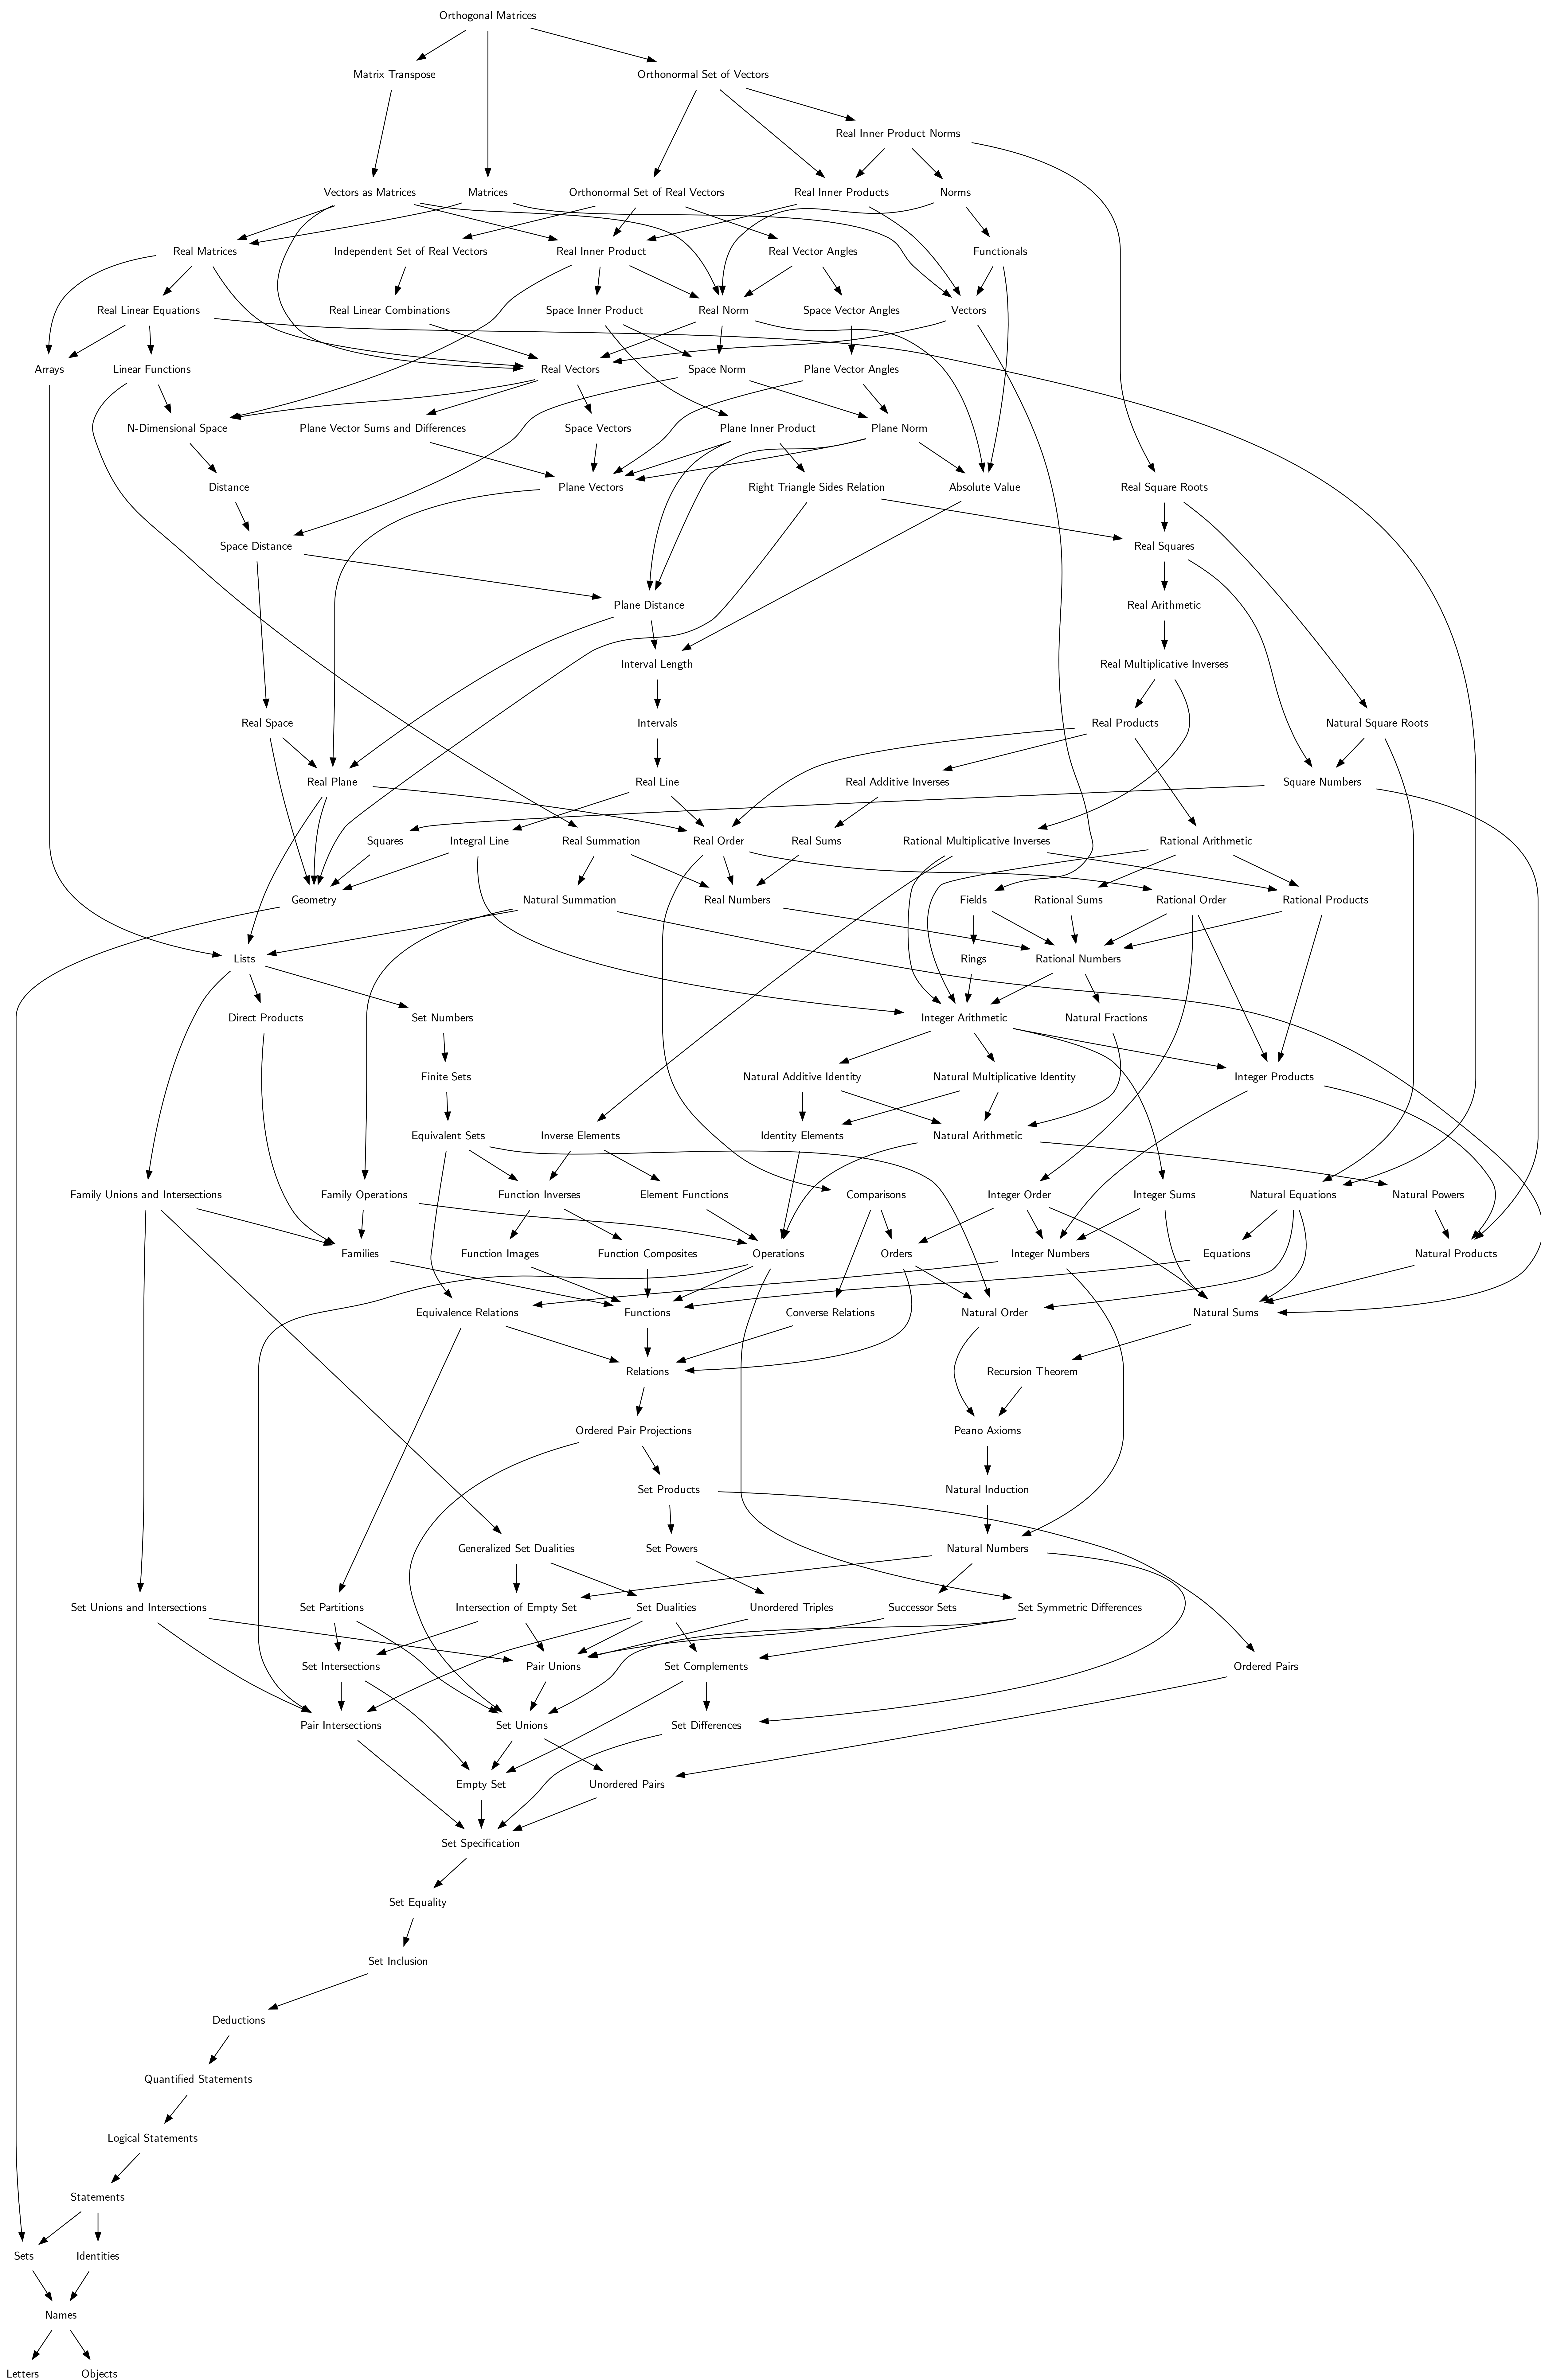 Orthogonal Matrices
Matrix Transpose
Orthonormal Set of Vectors
Real Inner Product Norms
Vectors as Matrices
Matrices
Orthonormal Set of Real Vectors
Real Inner Products
Norms
Real Matrices
Independent Set of Real Vectors
Real Inner Product
Real Vector Angles
Functionals
Real Linear Equations
Real Linear Combinations
Space Inner Product
Real Norm
Space Vector Angles
Vectors
Arrays
Linear Functions
Real Vectors
Space Norm
Plane Vector Angles
N-Dimensional Space
Plane Vector Sums and Differences
Space Vectors
Plane Inner Product
Plane Norm
Distance
Plane Vectors
Right Triangle Sides Relation
Absolute Value
Real Square Roots
Space Distance
Real Squares
Plane Distance
Real Arithmetic
Interval Length
Real Multiplicative Inverses
Real Space
Intervals
Real Products
Natural Square Roots
Real Plane
Real Line
Real Additive Inverses
Square Numbers
Squares
Integral Line
Real Summation
Real Order
Real Sums
Rational Multiplicative Inverses
Rational Arithmetic
Geometry
Natural Summation
Real Numbers
Fields
Rational Sums
Rational Order
Rational Products
Lists
Rings
Rational Numbers
Direct Products
Set Numbers
Integer Arithmetic
Natural Fractions
Finite Sets
Natural Additive Identity
Natural Multiplicative Identity
Integer Products
Equivalent Sets
Inverse Elements
Identity Elements
Natural Arithmetic
Family Unions and Intersections
Family Operations
Function Inverses
Element Functions
Comparisons
Integer Order
Integer Sums
Natural Equations
Natural Powers
Families
Function Images
Function Composites
Operations
Orders
Integer Numbers
Equations
Natural Products
Equivalence Relations
Functions
Converse Relations
Natural Order
Natural Sums
Relations
Recursion Theorem
Ordered Pair Projections
Peano Axioms
Set Products
Natural Induction
Generalized Set Dualities
Set Powers
Natural Numbers
Set Unions and Intersections
Set Partitions
Intersection of Empty Set
Set Dualities
Unordered Triples
Successor Sets
Set Symmetric Differences
Set Intersections
Pair Unions
Set Complements
Ordered Pairs
Pair Intersections
Set Unions
Set Differences
Empty Set
Unordered Pairs
Set Specification
Set Equality
Set Inclusion
Deductions
Quantified Statements
Logical Statements
Statements
Sets
Identities
Names
Letters
Objects